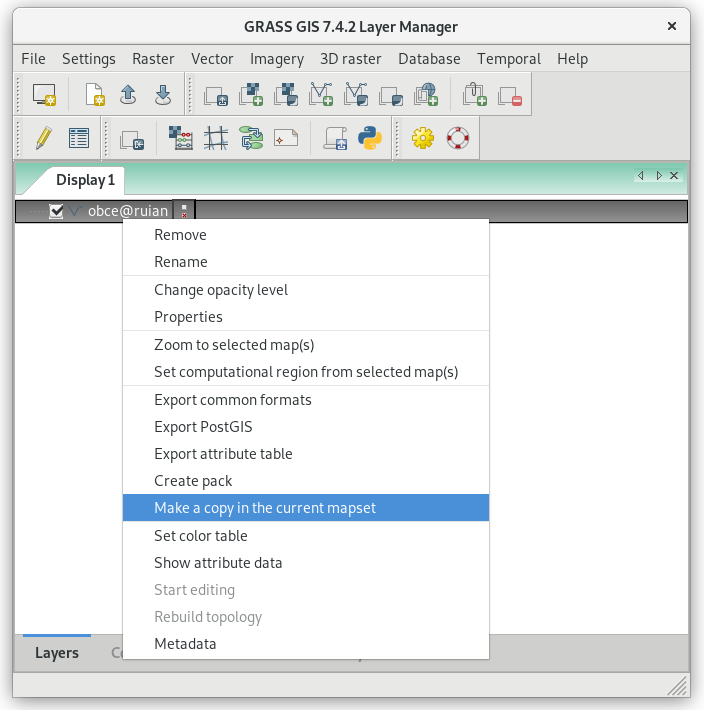 GRASS GIS 7.4.2 Layer Manager
File Settings Raster Vector Imagery 3D raster Database Temporal Help
Display 1
obce@ruian
Remove
Rename
Change opacity level
Properties
Zoom to selected map(s)
Set computational region from selected map(s)
Export common formats
Export PostGIS
Export attribute table
Create pack
Make a copy in the current mapset
Set color table
Show attribute data
Start editing
Rebuild topology
Metadata
Layers